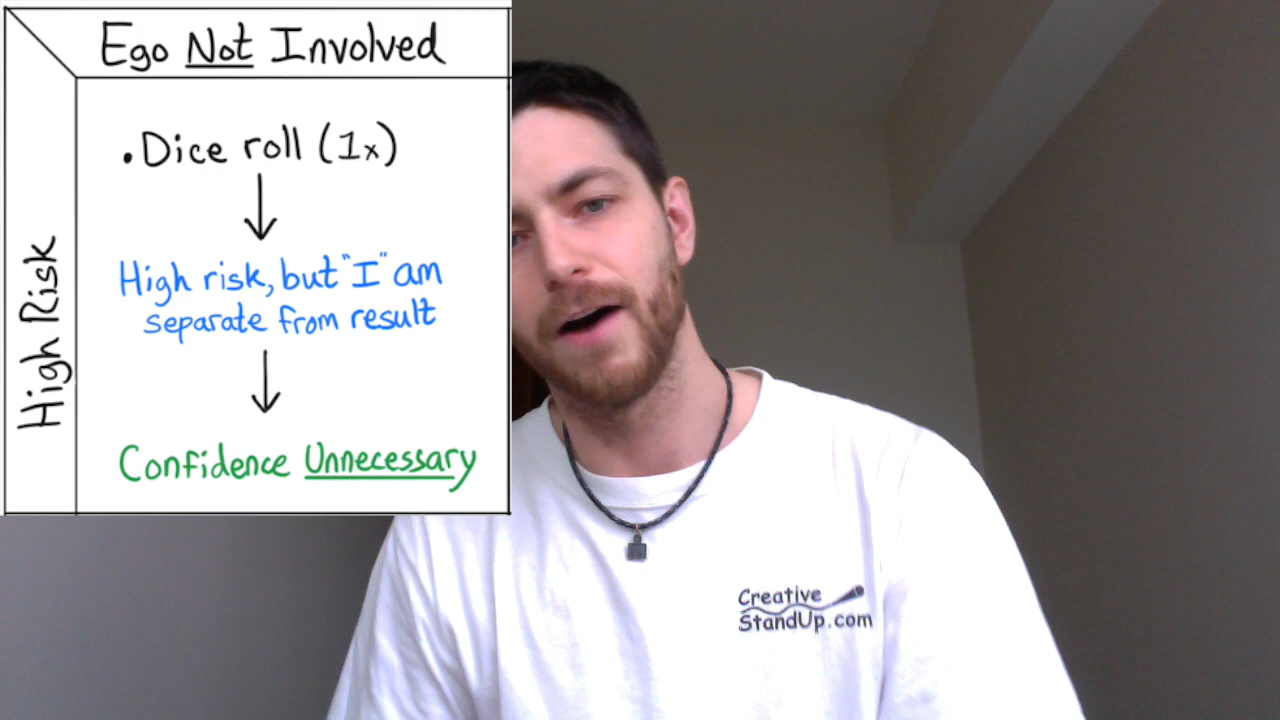 Ego Not Involved
High Risk
.Dice roll (1x)
High risk, but "I" am
separate from result
Confidence Unnecessary
Creative
StandUp.com